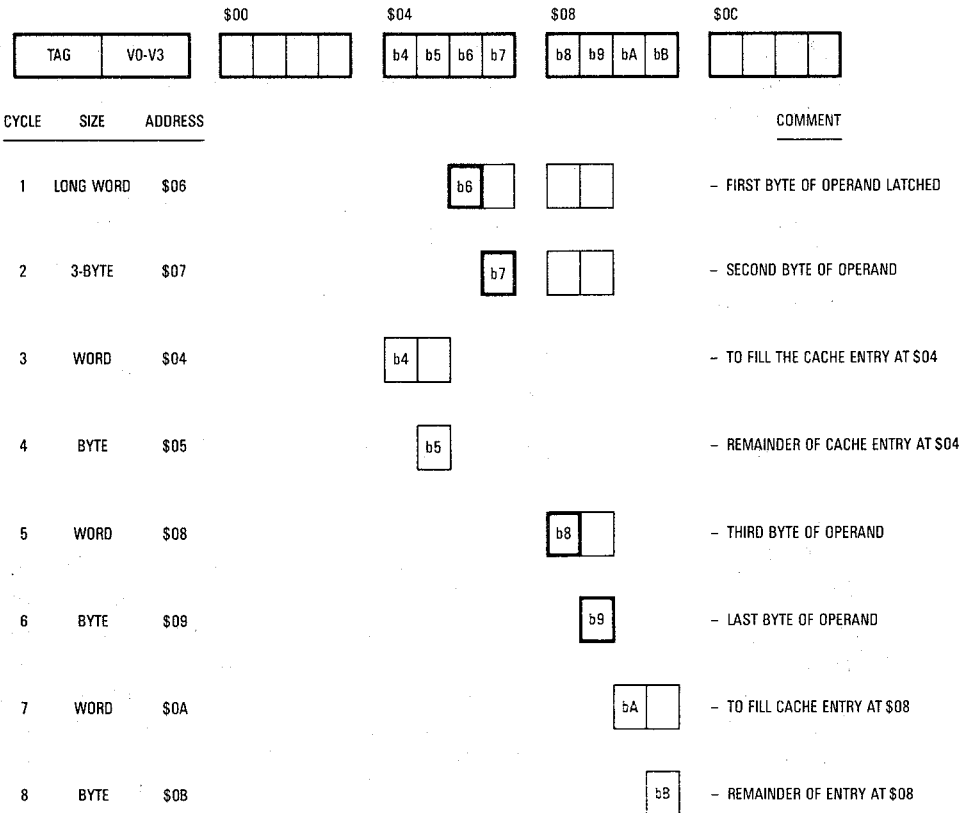 $00 $04 $08 $0C
TAG V0-V3 b4 b5 b6 b7 b8 b9 bA bB
CYCLE SIZE ADDRESS COMMENT
1 LONG WORD $06 b6 – FIRST BYTE OF OPERAND LATCHED
2 3-BYTE $07 b7 – SECOND BYTE OF OPERAND
3 WORD $04 b4 – TO FILL THE CACHE ENTRY AT $04
4 BYTE $05 b5 – REMAINDER OF CACHE ENTRY AT $04
5 WORD $08 b8 – THIRD BYTE OF OPERAND
6 BYTE $09 b9 – LAST BYTE OF OPERAND
7 WORD $0A bA – TO FILL CACHE ENTRY AT $08
8 BYTE $0B bB – REMAINDER OF ENTRY AT $08